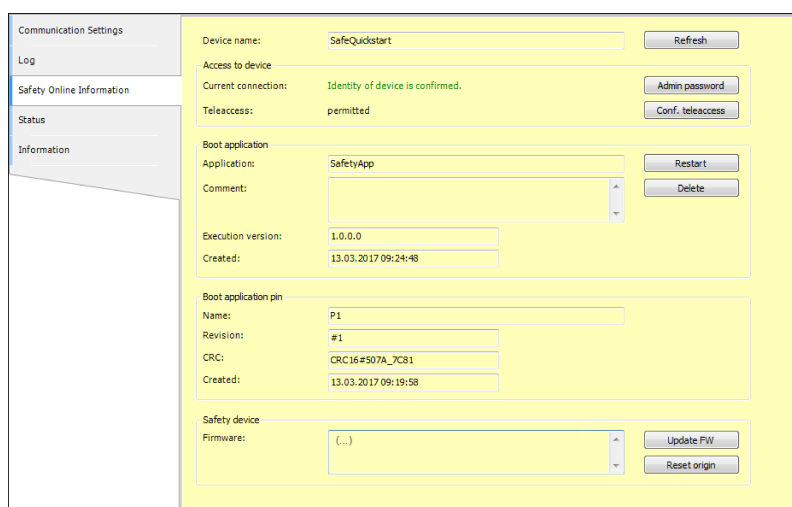 Communication Settings
Log
Safety Online Information
Status
Information
Device name: SafeQuickstart Refresh
Access to device
Current connection: Identity of device is confirmed. Admin password
Teleaccess: permitted Conf. teleaccess
Boot application
Application: SafetyApp Restart
Comment: Delete
Execution version: 1.0.0.0
Created: 13.03.2017 09:24:48
Boot application pin
Name: P1
Revision: #1
CRC: CRC16#507A_7C81
Created: 13.03.2017 09:19:58
Safety device
Firmware: (...) Update FW
Reset origin